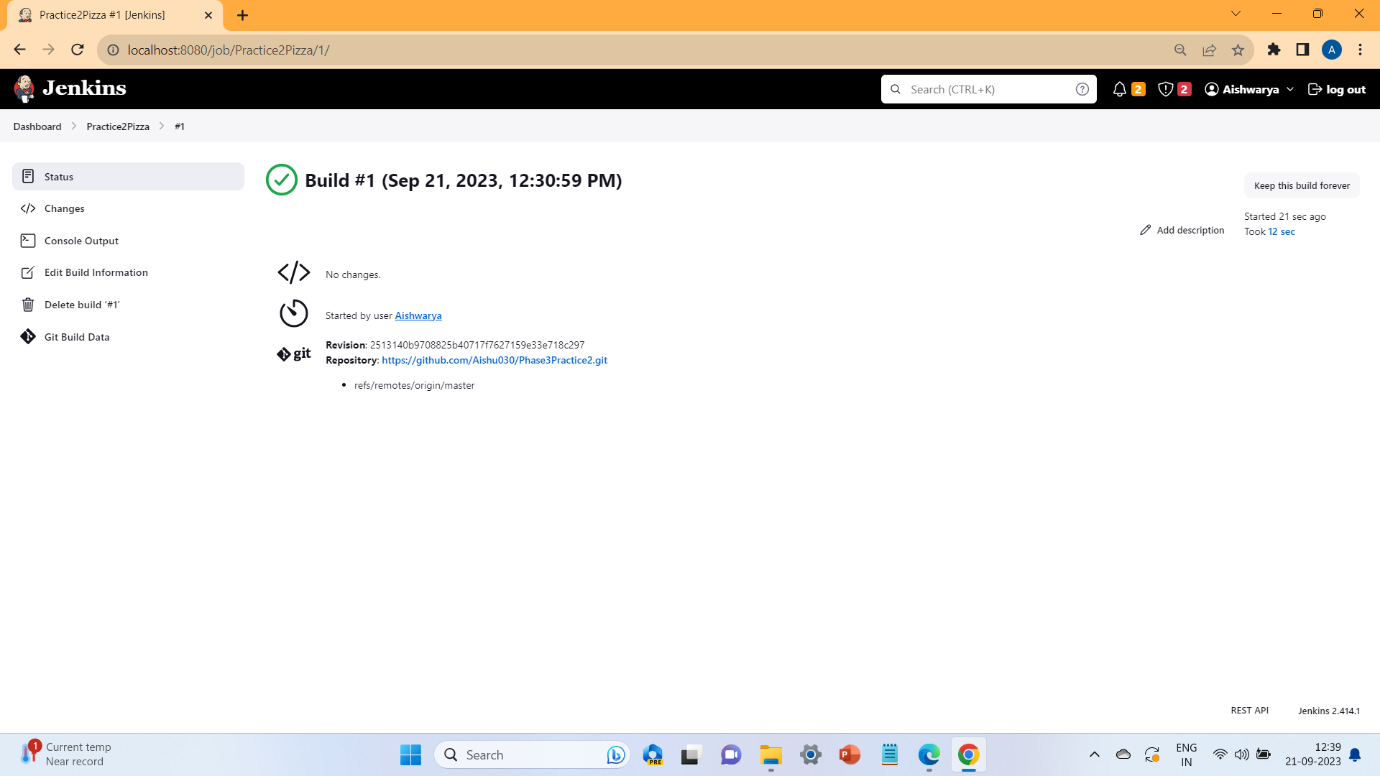 Practice2Pizza #1 [Jenkins]
localhost:8080/job/Practice2Pizza/1/
A
Jenkins
Search (CTRL+K)
?
2
2
Aishwarya
log out
Dashboard
Practice2Pizza
#1
Status
Changes
Console Output
Edit Build Information
Delete build '#1'
Git Build Data
Build #1 (Sep 21, 2023, 12:30:59 PM)
Keep this build forever
Started 21 sec ago
Took 12 sec
Add description
No changes.
Started by user Aishwarya
git
Revision: 2513140b9708825b40717f7627159e33e718c297
Repository: https://github.com/Aishu030/Phase3Practice2.git
refs/remotes/origin/master
REST API
Jenkins 2.414.1
1
Current temp
Near record
Search
PRE
P
ENG
IN
12:39
21-09-2023